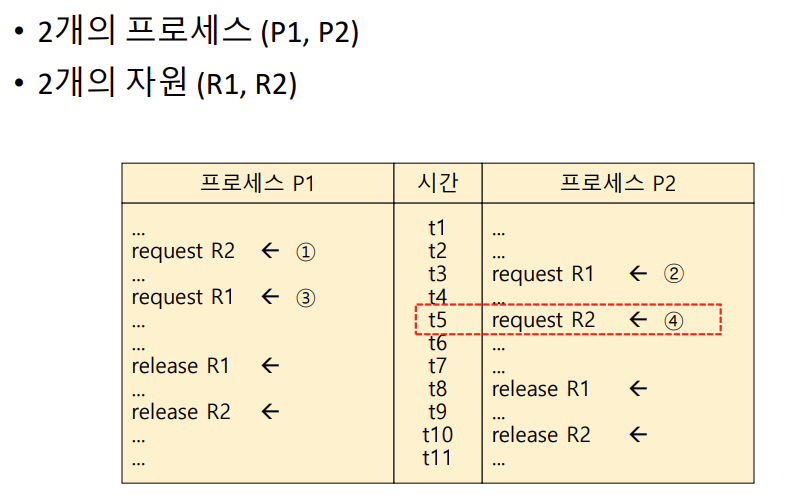 • 2개의 프로세스 (P1, P2)
• 2개의 자원 (R1, R2)
프로세스 P1 시간 프로세스 P2
... t1 ...
request R2 ← ① t2 ...
... t3 request R1 ← ②
request R1 ← ③ t4 ...
... t5 request R2 ← ④
... t6 ...
release R1 ← t7 ...
... t8 release R1 ←
release R2 ← t9 ...
... t10 release R2 ←
... t11 ...